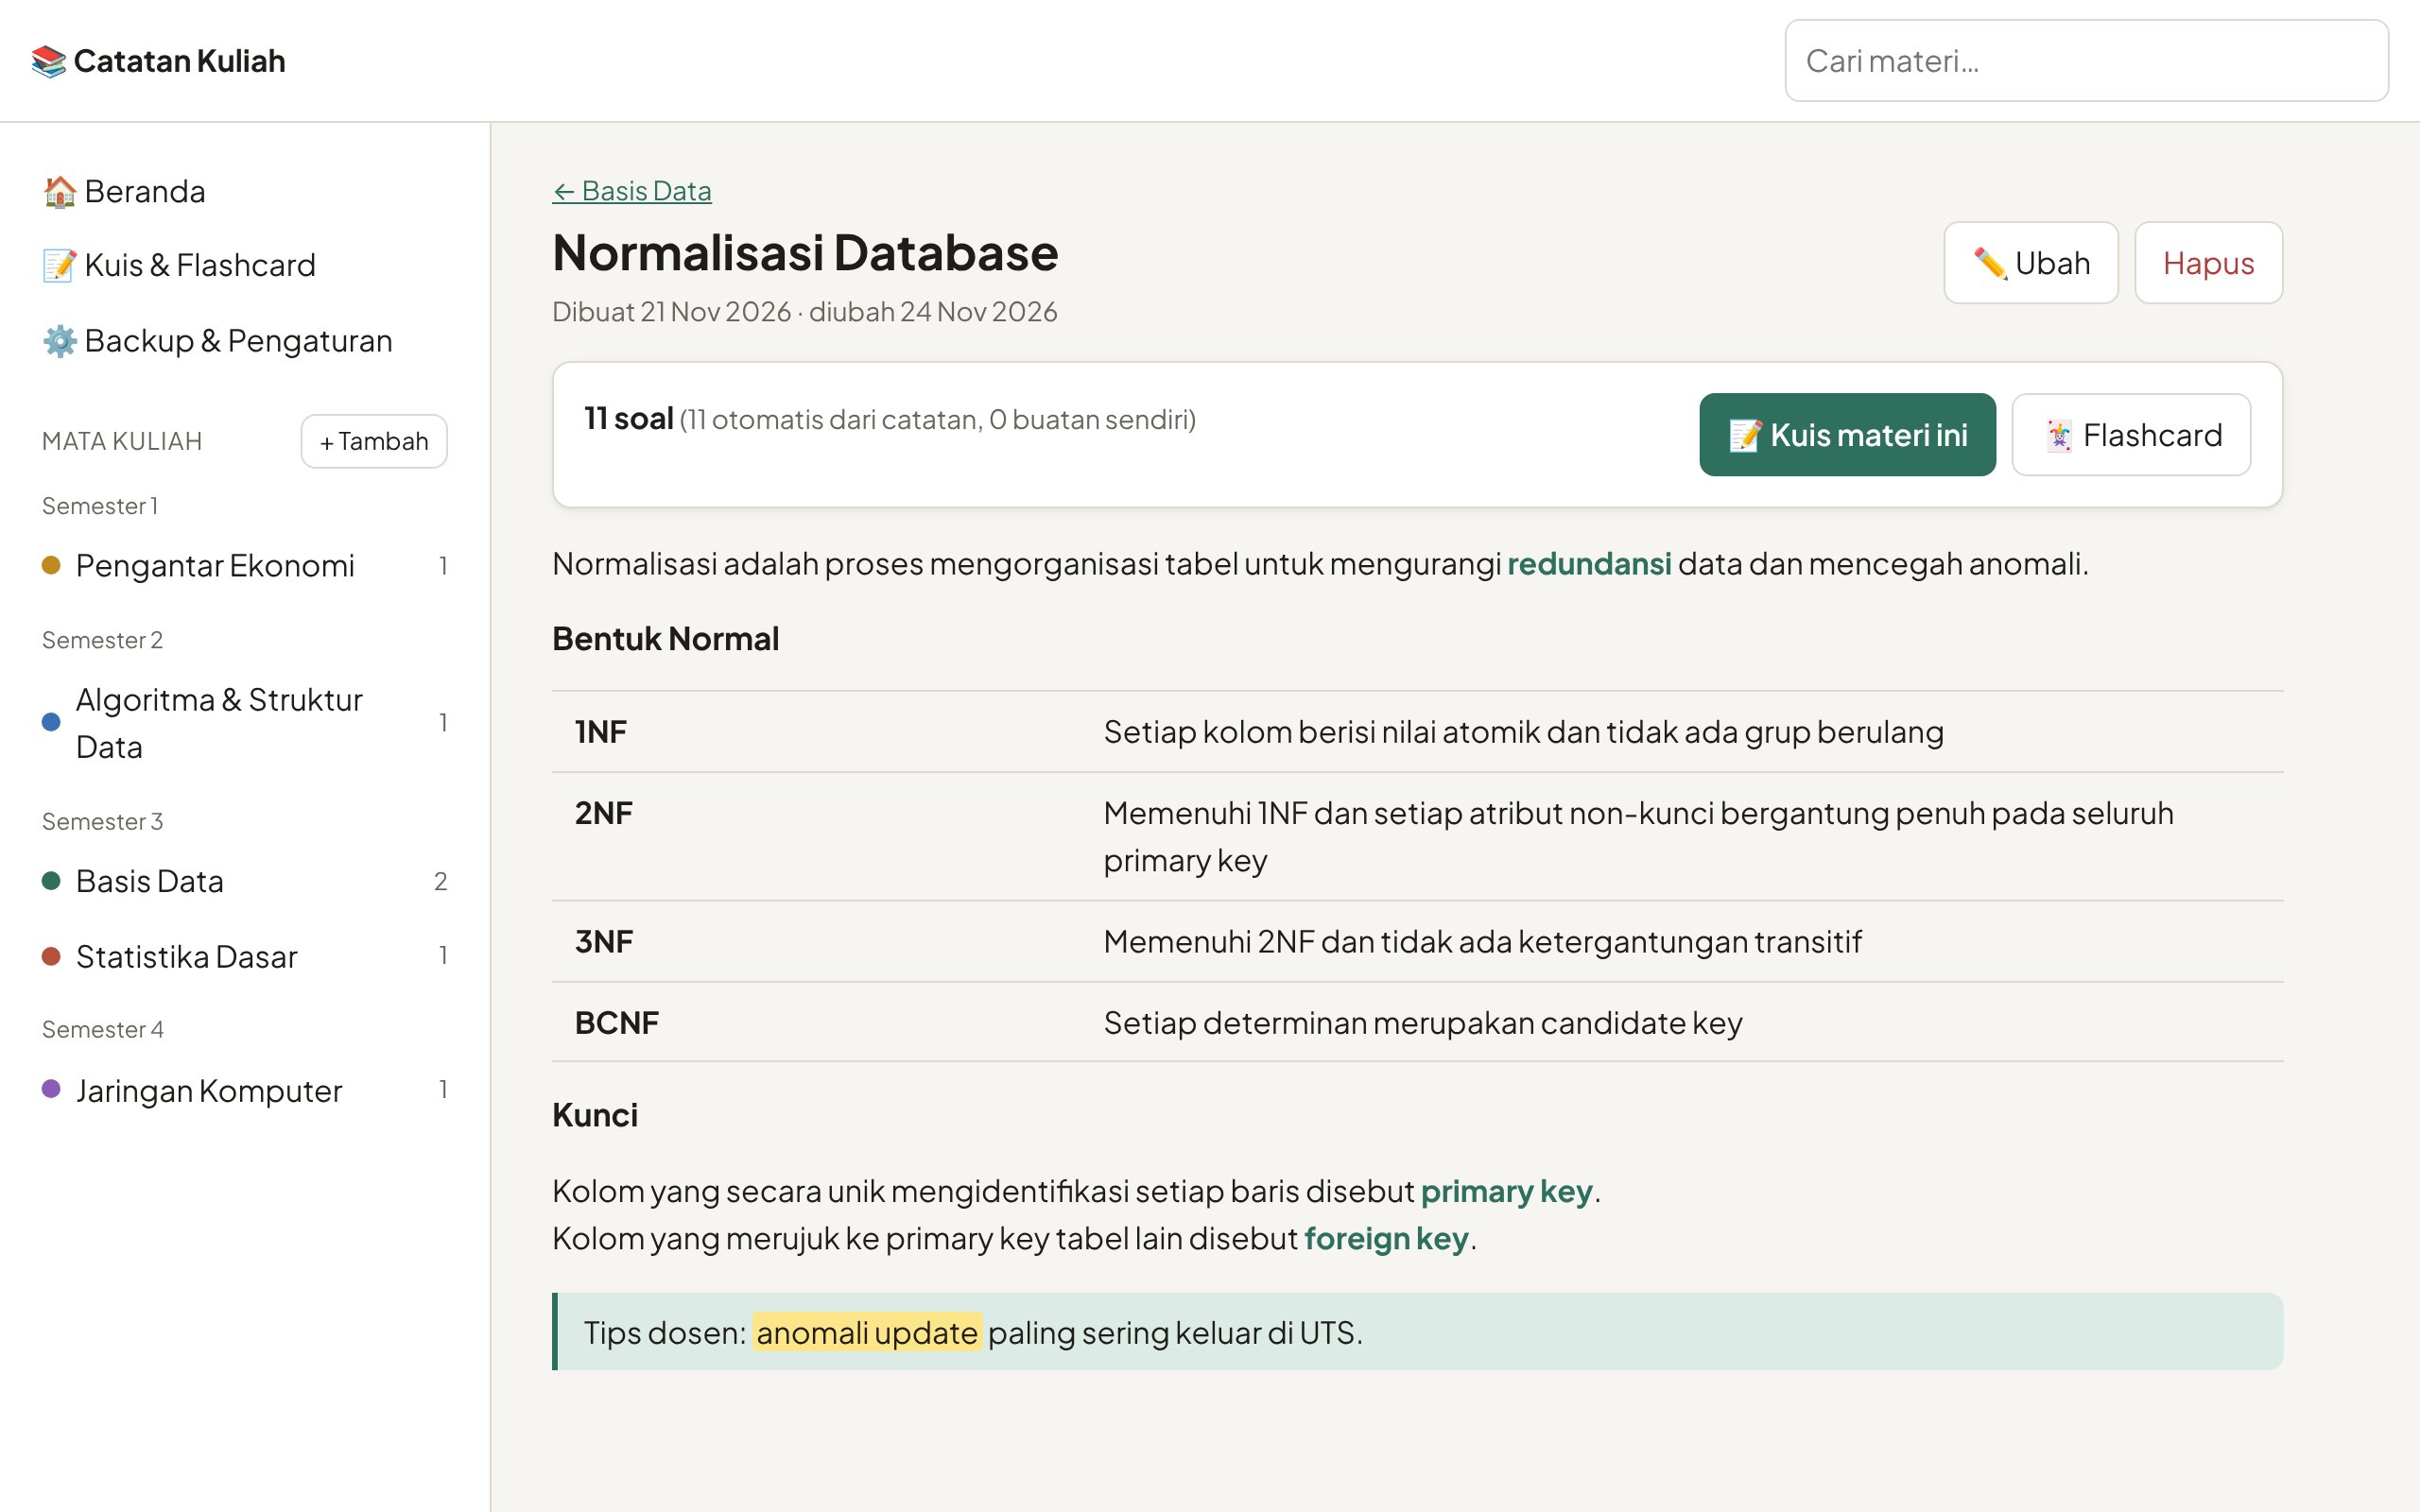 📚 Catatan Kuliah
Cari materi...
🏠 Beranda
📝 Kuis & Flashcard
⚙️ Backup & Pengaturan
MATA KULIAH
+ Tambah
Semester 1
Pengantar Ekonomi 1
Semester 2
Algoritma & Struktur
Data 1
Semester 3
Basis Data 2
Statistika Dasar 1
Semester 4
Jaringan Komputer 1
← Basis Data
Normalisasi Database
Dibuat 21 Nov 2026 · diubah 24 Nov 2026
✏️ Ubah
Hapus
11 soal (11 otomatis dari catatan, 0 buatan sendiri)
📝 Kuis materi ini
🃏 Flashcard
Normalisasi adalah proses mengorganisasi tabel untuk mengurangi redundansi data dan mencegah anomali.
Bentuk Normal
1NF Setiap kolom berisi nilai atomik dan tidak ada grup berulang
2NF Memenuhi 1NF dan setiap atribut non-kunci bergantung penuh pada seluruh
primary key
3NF Memenuhi 2NF dan tidak ada ketergantungan transitif
BCNF Setiap determinan merupakan candidate key
Kunci
Kolom yang secara unik mengidentifikasi setiap baris disebut primary key.
Kolom yang merujuk ke primary key tabel lain disebut foreign key.
Tips dosen: anomali update paling sering keluar di UTS.